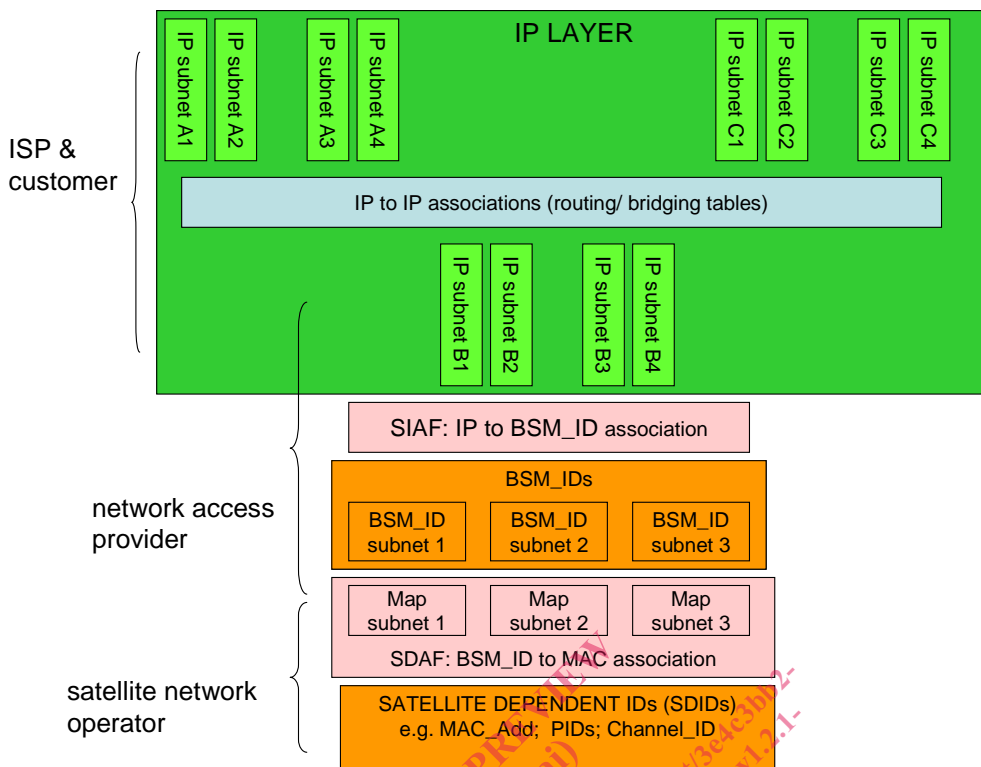 IP LAYER
IP subnet A1
IP subnet A2
IP subnet A3
IP subnet A4
IP subnet C1
IP subnet C2
IP subnet C3
IP subnet C4
ISP &
customer
IP to IP associations (routing/ bridging tables)
IP subnet B1
IP subnet B2
IP subnet B3
IP subnet B4
SIAF: IP to BSM_ID association
network access
provider
BSM_IDs
BSM_ID
subnet 1
BSM_ID
subnet 2
BSM_ID
subnet 3
Map
subnet 1
Map
subnet 2
Map
subnet 3
SDAF: BSM_ID to MAC association
satellite network
operator
SATELLITE DEPENDENT IDs (SDIDs)
e.g. MAC_Add; PIDs; Channel_ID
PREVIEW